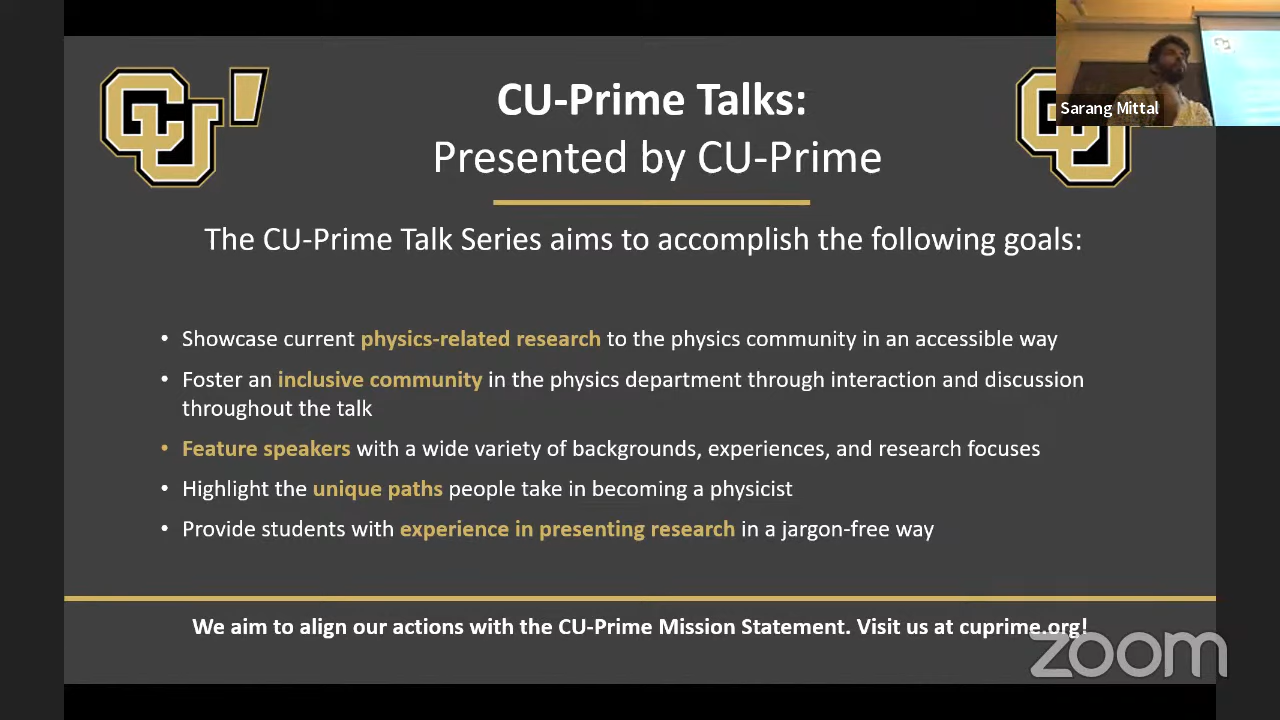 CU'
CU-Prime Talks:
Presented by CU-Prime
CU
Sarang Mittal
The CU-Prime Talk Series aims to accomplish the following goals:
• Showcase current physics-related research to the physics community in an accessible way
• Foster an inclusive community in the physics department through interaction and discussion
throughout the talk
• Feature speakers with a wide variety of backgrounds, experiences, and research focuses
• Highlight the unique paths people take in becoming a physicist
• Provide students with experience in presenting research in a jargon-free way
We aim to align our actions with the CU-Prime Mission Statement. Visit us at cuprime.org!
zoom